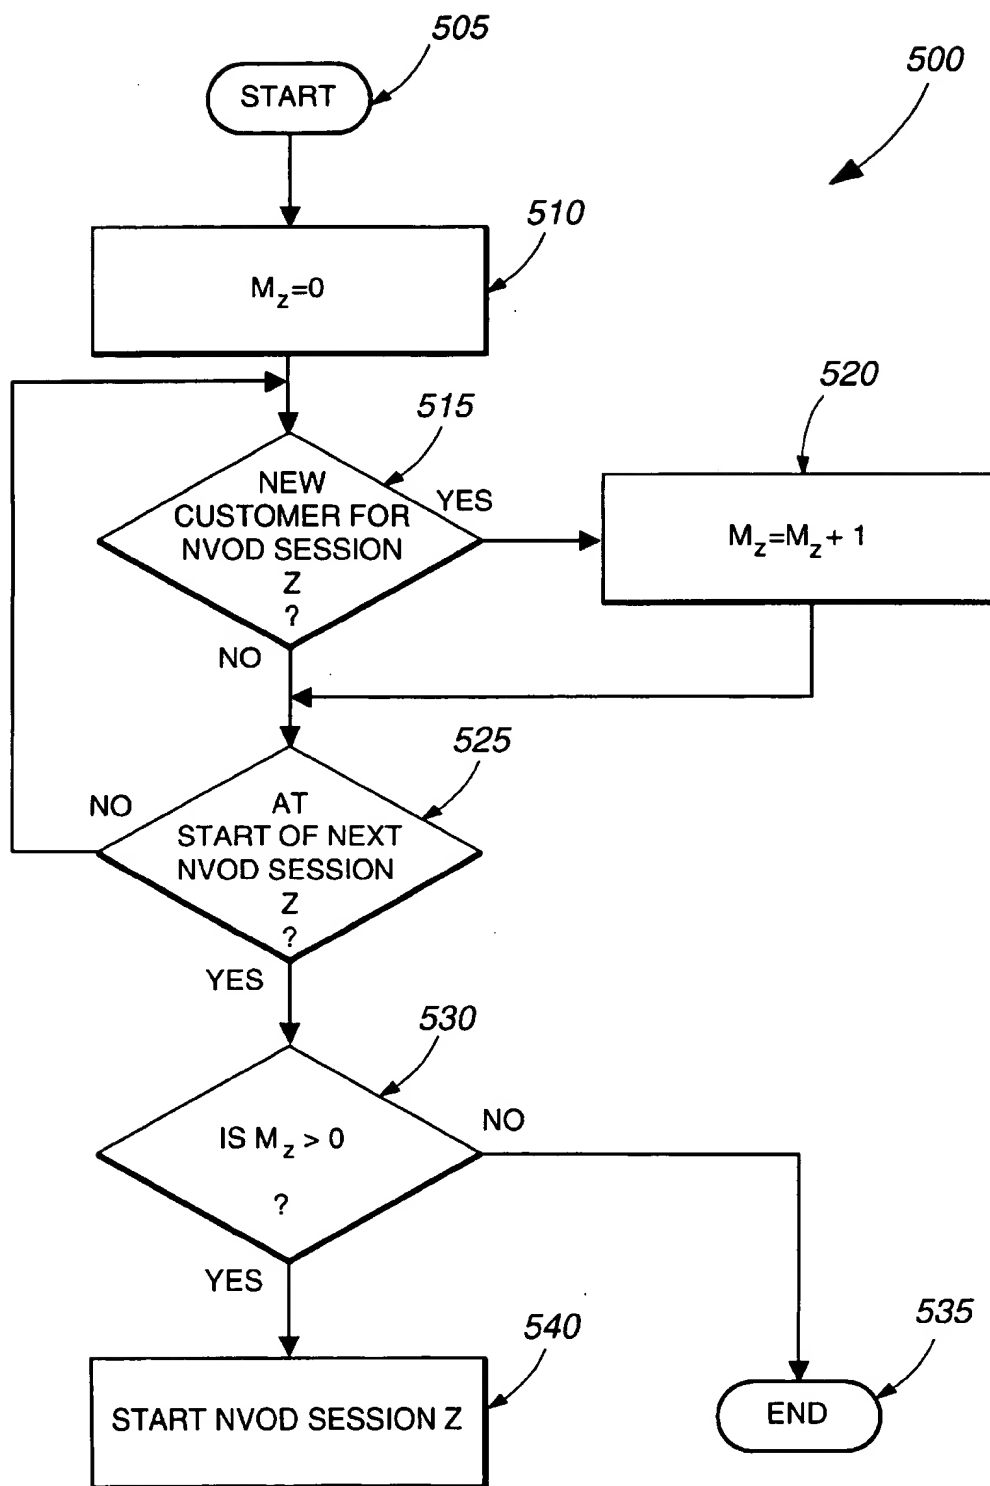 505
START
500
510
M_z=0
520
515
NEW
CUSTOMER FOR
NVOD SESSION
Z
?
YES
M_z=M_z+ 1
NO
525
NO
AT
START OF NEXT
NVOD SESSION
Z
?
YES
530
IS M_z > 0
?
NO
YES
540
START NVOD SESSION Z
535
END